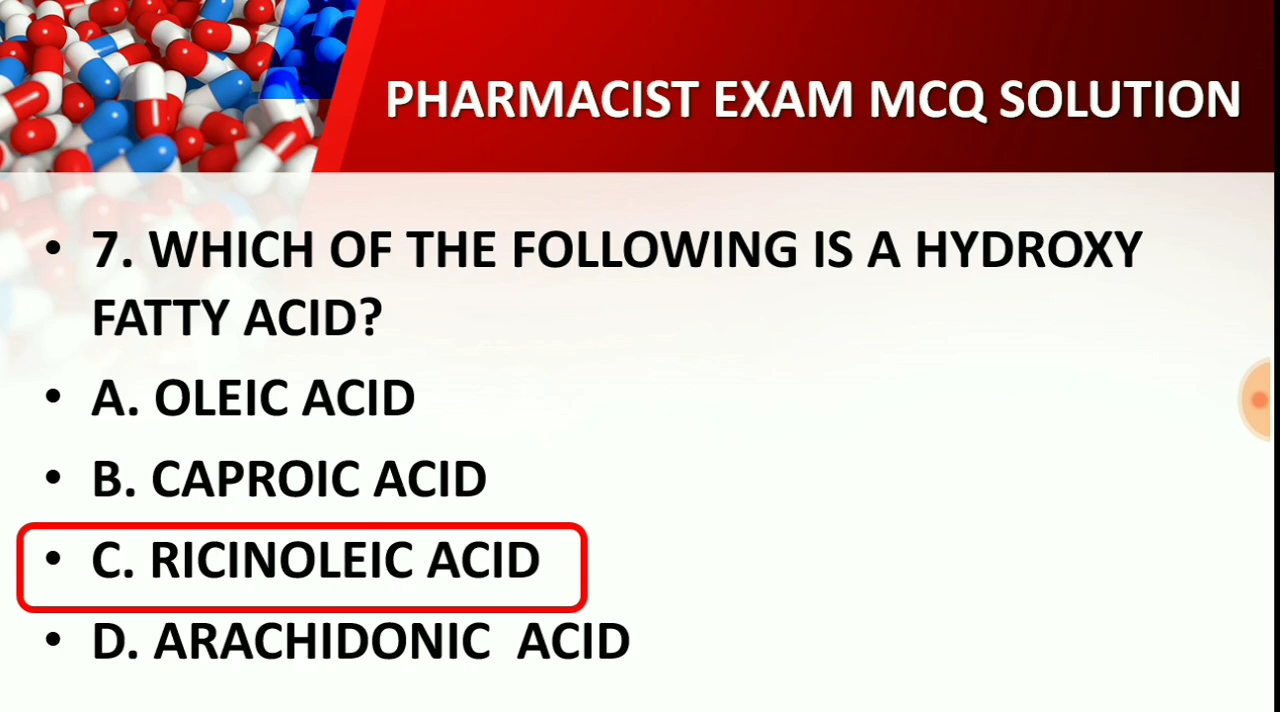 PHARMACIST EXAM MCQ SOLUTION
• 7. WHICH OF THE FOLLOWING IS A HYDROXY
FATTY ACID?
• A. OLEIC ACID
• B. CAPROIC ACID
• C. RICINOLEIC ACID
• D. ARACHIDONIC  ACID